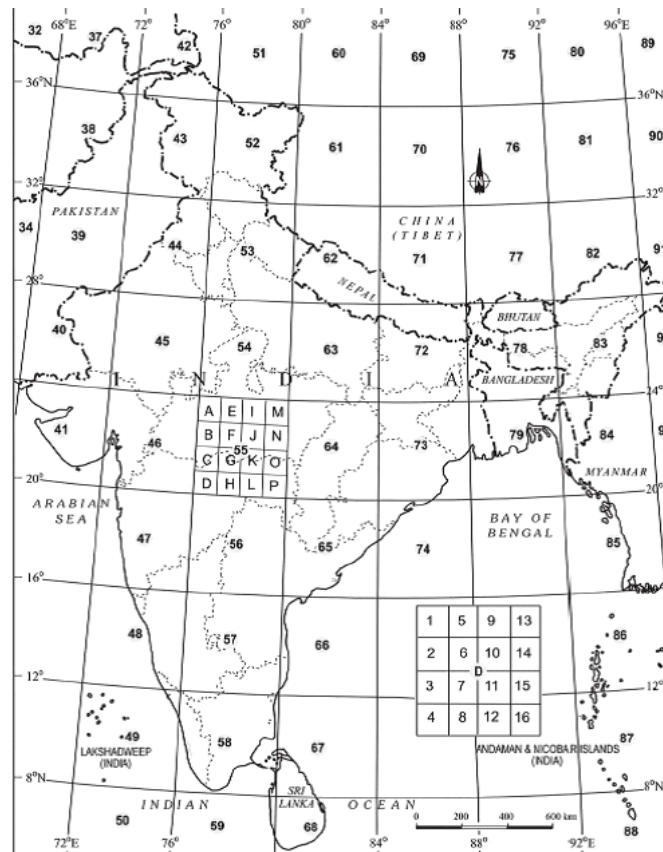 68°E 72° 76° 80° 84° 88° 92° 96°E
32 37 42 51 60 69 75 80 89
36°N 36°N
38 43 52 61 70 76 81 90
32° 32°
N
PAKISTAN
CHINA
(TIBET)
34 39 44 53 62 71 77 82
NEPAL
28° 28°
BHUTAN
40 45 54 63 72 78 83
I N D I A
BANGLADESH
24° 24°
A E I M
B F J N
55
C G K O
D H L P
41 46 64 73 79 84
MYANMAR
20° 20°
ARABIAN
SEA
BAY OF
BENGAL
47 56 65 74 85
16° 16°
1 5 9 13
2 6 10 14
D
3 7 11 15
4 8 12 16
48 57 66 86
12° 12°
49 58 67 87
LAKSHADWEEP
(INDIA)
ANDAMAN & NICOBAR ISLANDS
(INDIA)
8°N 8°N
SRI
LANKA
INDIAN OCEAN
0 200 400 600 km
50 59 68 88
72°E 76° 80° 84° 88° 92°E